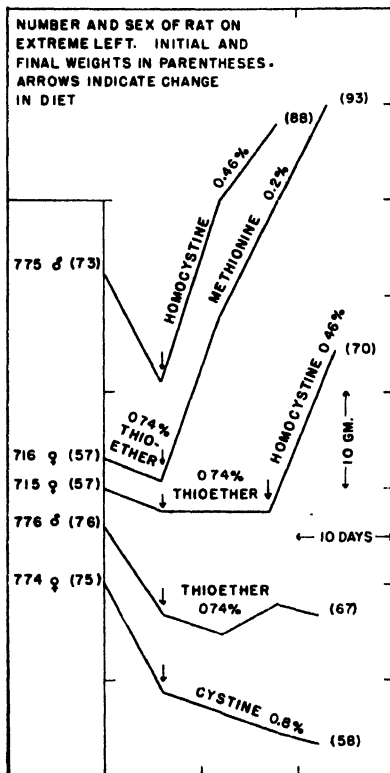 NUMBER AND SEX OF RAT ON
EXTREME LEFT. INITIAL AND
FINAL WEIGHTS IN PARENTHESES.
ARROWS INDICATE CHANGE
IN DIET
(88)
(93)
HOMOCYSTINE 0.46%
METHIONINE 0.2%
775 ♂ (73)
HOMOCYSTINE 0.46%
(70)
074%
THIO-
ETHER
716 ♀ (57)
715 ♀ (57)
074%
THIOETHER
10 GM.
776 ♂ (76)
10 DAYS
774 ♀ (75)
THIOETHER
074%
(67)
CYSTINE 0.8%
(58)